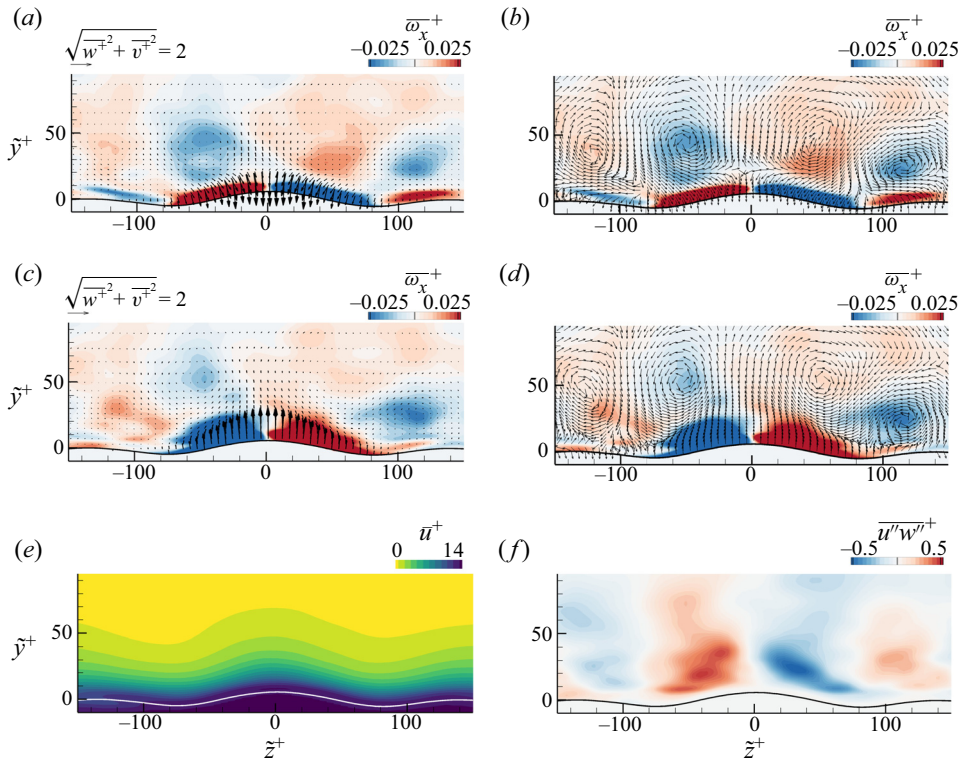 (a)
√(w̅⁺² + v̅⁺²) = 2
ω̅ₓ⁺
−0.025 0.025
ỹ⁺
50
0
−100 0 100
(b)
ω̅ₓ⁺
−0.025 0.025
50
0
−100 0 100
(c)
√(w̅⁺² + v̅⁺²) = 2
ω̅ₓ⁺
−0.025 0.025
ỹ⁺
50
0
−100 0 100
(d)
ω̅ₓ⁺
−0.025 0.025
50
0
−100 0 100
(e)
u̅⁺
0 14
ỹ⁺
50
0
−100 0 100
z̃⁺
(f)
u″w″‾⁺
−0.5 0.5
50
0
−100 0 100
z̃⁺